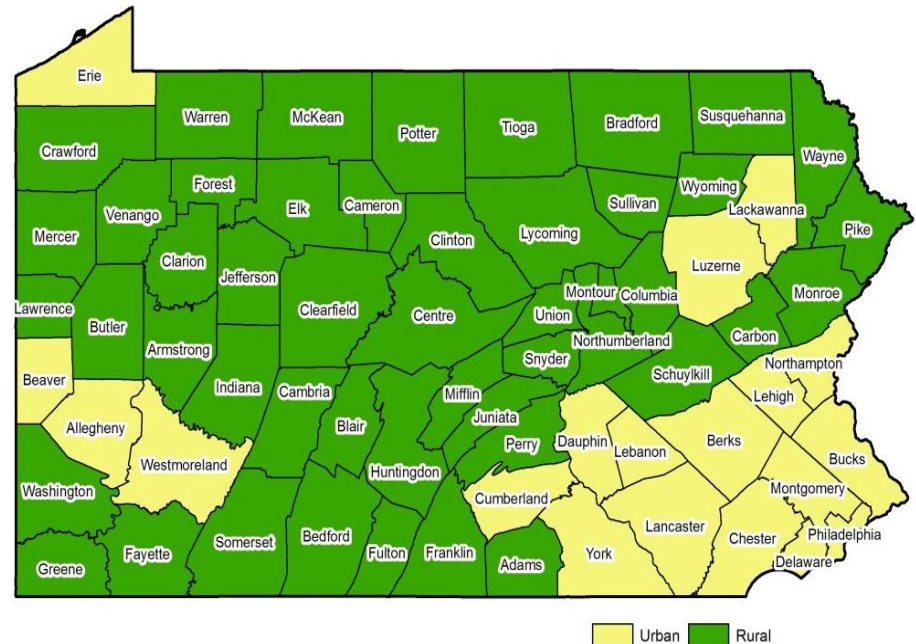 Erie
Warren
McKean
Potter
Tioga
Bradford
Susquehanna
Wayne
Crawford
Forest
Elk
Cameron
Sullivan
Wyoming
Lackawanna
Pike
Mercer
Venango
Clarion
Jefferson
Clinton
Lycoming
Luzerne
Monroe
Lawrence
Butler
Armstrong
Clearfield
Centre
Union
Montour
Columbia
Carbon
Northumberland
Snyder
Schuylkill
Northampton
Lehigh
Beaver
Indiana
Cambria
Blair
Mifflin
Juniata
Perry
Dauphin
Lebanon
Berks
Bucks
Allegheny
Westmoreland
Huntingdon
Cumberland
Montgomery
Washington
Somerset
Bedford
Fulton
Franklin
Adams
York
Lancaster
Chester
Philadelphia
Delaware
Greene
Fayette
Urban
Rural